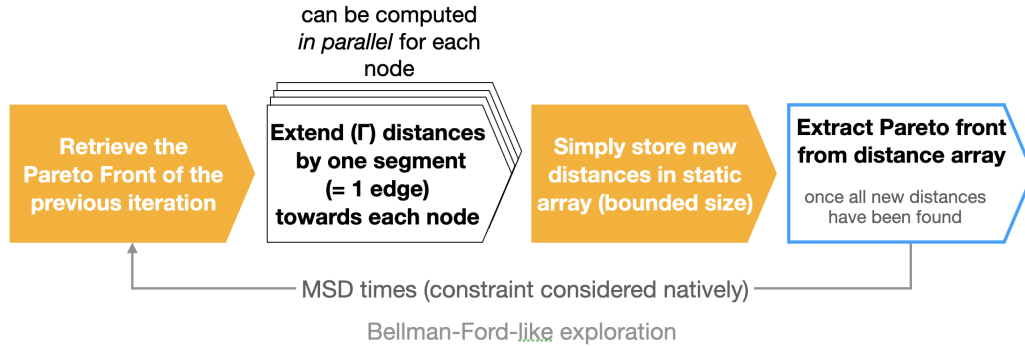 can be computed
in parallel for each
node
Retrieve the
Pareto Front of the
previous iteration
Extend (Γ) distances
by one segment
(= 1 edge)
towards each node
Simply store new
distances in static
array (bounded size)
Extract Pareto front
from distance array
once all new distances
have been found
MSD times (constraint considered natively)
Bellman-Ford-like exploration